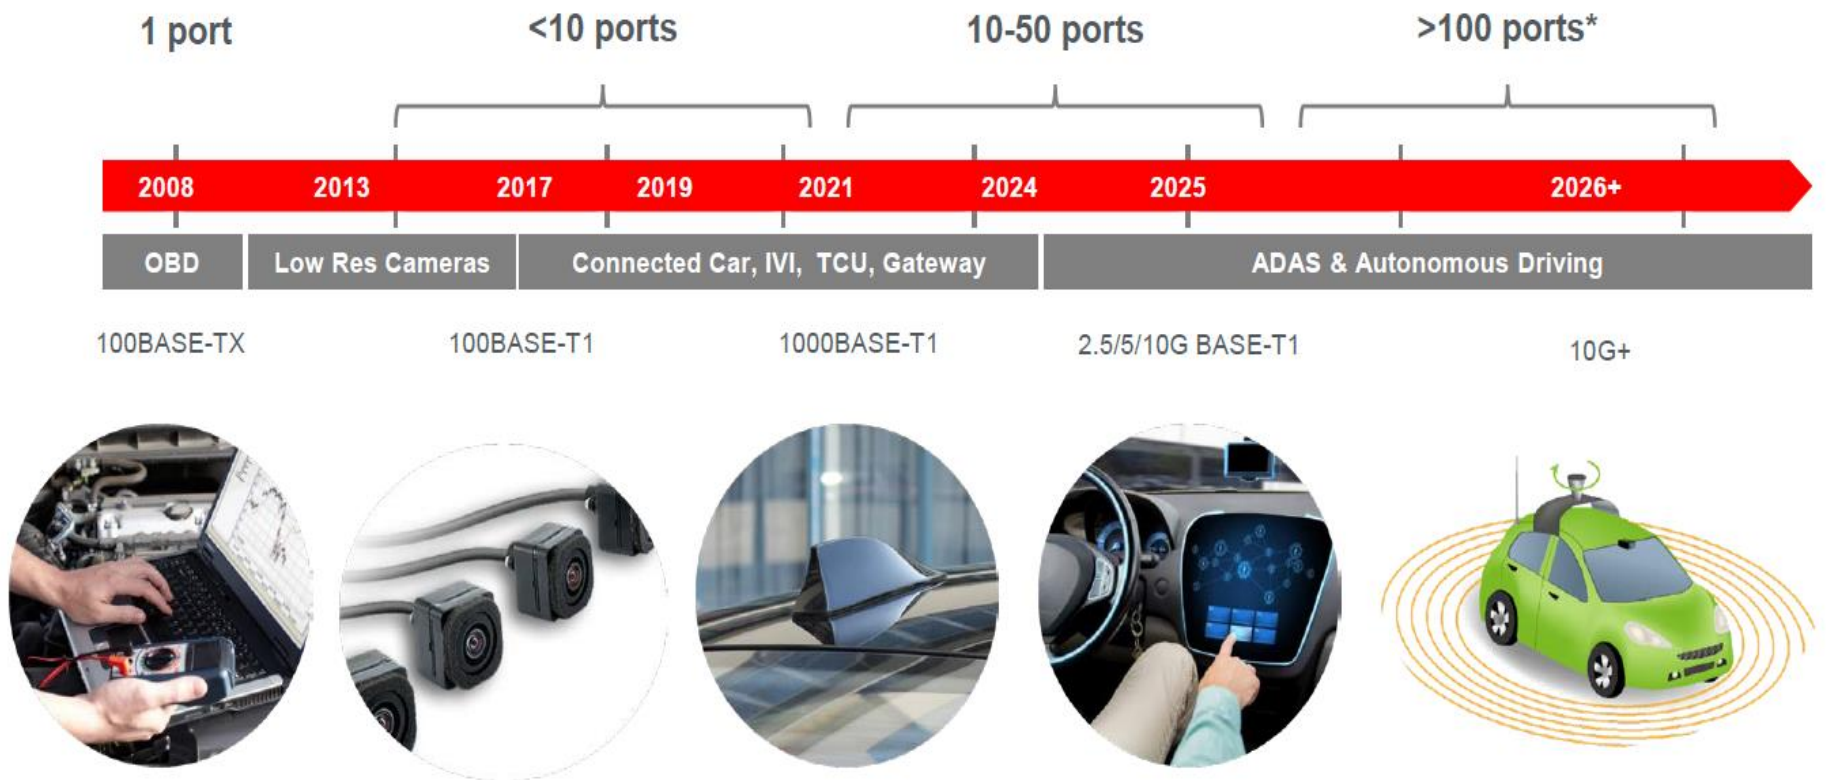 1 port
<10 ports
10-50 ports
>100 ports*
2008
2013
2017
2019
2021
2024
2025
2026+
OBD
Low Res Cameras
Connected Car, IVI, TCU, Gateway
ADAS & Autonomous Driving
100BASE-TX
100BASE-T1
1000BASE-T1
2.5/5/10G BASE-T1
10G+